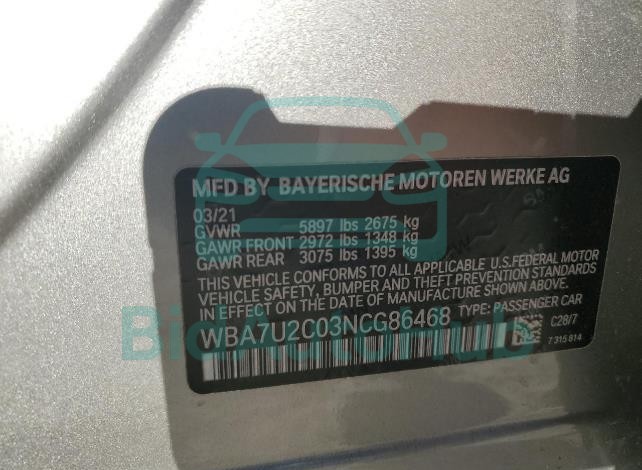 MFD BY BAYERISCHE MOTOREN WERKE AG
03/21
GVWR 5897 lbs 2675 kg
GAWR FRONT 2972 lbs 1348 kg
GAWR REAR 3075 lbs 1395 kg
THIS VEHICLE CONFORMS TO ALL APPLICABLE U.S.FEDERAL MOTOR
VEHICLE SAFETY, BUMPER AND THEFT PREVENTION STANDARDS
IN EFFECT ON THE DATE OF MANUFACTURE SHOWN ABOVE.
WBA7U2C03NCG86468 TYPE: PASSENGER CAR
C28/7
7 315 814
BidMotorHub